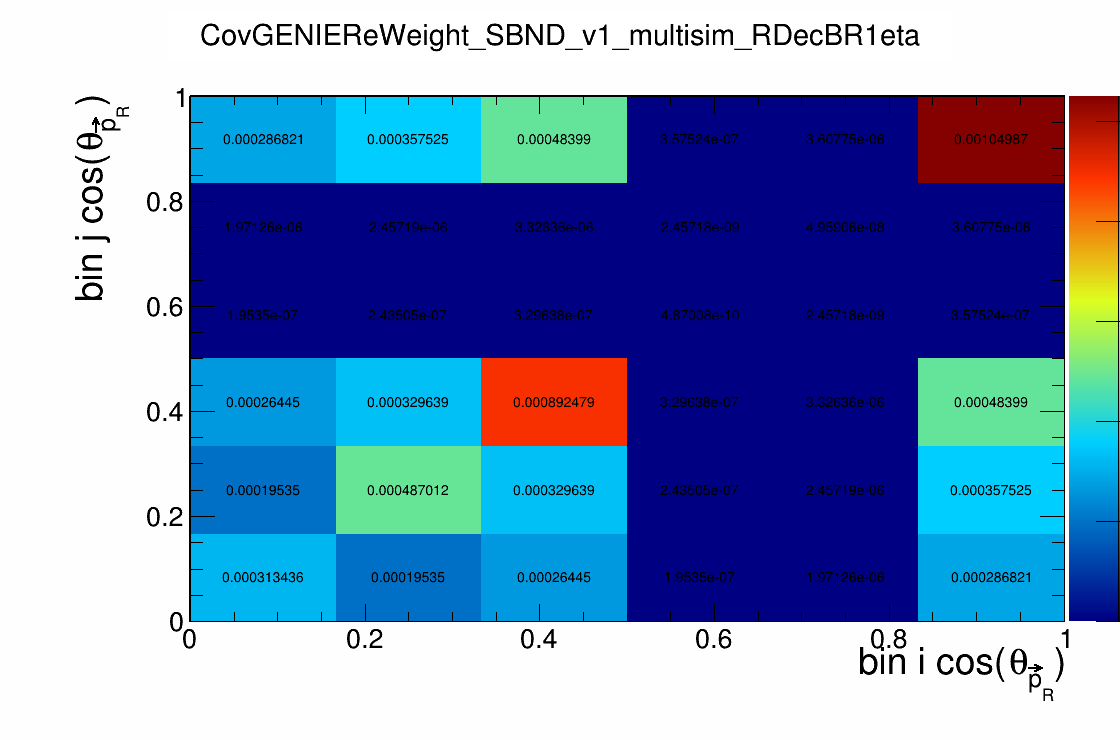 CovGENIEReWeight_SBND_v1_multisim_RDecBR1eta
bin j cos(θ_p⃗_R)
1
0.8
0.6
0.4
0.2
0
0.000286821 0.000357525 0.00048399 3.57524e-07 3.60775e-06 0.00104987
1.97126e-06 2.45719e-06 3.32636e-06 2.45718e-09 4.95906e-08 3.60775e-06
1.9535e-07 2.43505e-07 3.29638e-07 4.87008e-10 2.45718e-09 3.57524e-07
0.00026445 0.000329639 0.000892479 3.29638e-07 3.32636e-06 0.00048399
0.00019535 0.000487012 0.000329639 2.43505e-07 2.45719e-06 0.000357525
0.000313436 0.00019535 0.00026445 1.9535e-07 1.97126e-06 0.000286821
0 0.2 0.4 0.6 0.8 1
bin i cos(θ_p⃗_R)